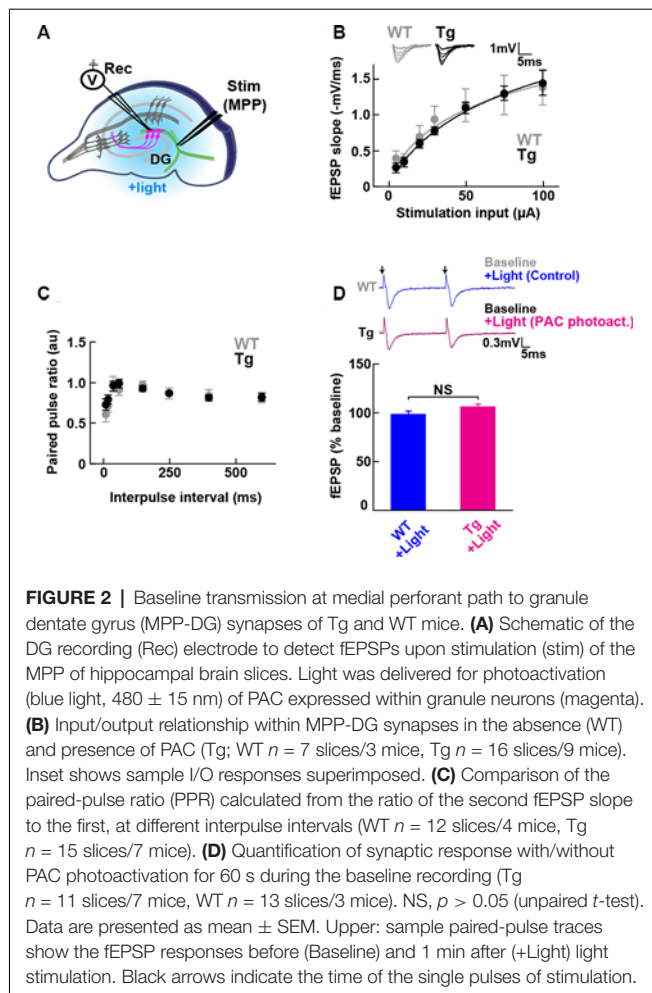 A
Rec
V
Stim
(MPP)
DG
+light
B
WT Tg
1mV
5ms
fEPSP slope (-mV/ms)
1.5
1.0
0.5
0
0 50 100
WT
Tg
Stimulation input (µA)
C
Paired pulse ratio (au)
1.5
1.0
0.5
0
WT
Tg
0 250 500
Interpulse interval (ms)
D
Baseline
+Light (Control)
WT
Baseline
+Light (PAC photoact.)
Tg
0.3mV
5ms
fEPSP (% baseline)
150
100
50
0
NS
WT
+Light
Tg
+Light
FIGURE 2 | Baseline transmission at medial perforant path to granule
dentate gyrus (MPP-DG) synapses of Tg and WT mice. (A) Schematic of the
DG recording (Rec) electrode to detect fEPSPs upon stimulation (stim) of the
MPP of hippocampal brain slices. Light was delivered for photoactivation
(blue light, 480 ± 15 nm) of PAC expressed within granule neurons (magenta).
(B) Input/output relationship within MPP-DG synapses in the absence (WT)
and presence of PAC (Tg; WT n = 7 slices/3 mice, Tg n = 16 slices/9 mice).
Inset shows sample I/O responses superimposed. (C) Comparison of the
paired-pulse ratio (PPR) calculated from the ratio of the second fEPSP slope
to the first, at different interpulse intervals (WT n = 12 slices/4 mice, Tg
n = 15 slices/7 mice). (D) Quantification of synaptic response with/without
PAC photoactivation for 60 s during the baseline recording (Tg
n = 11 slices/7 mice, WT n = 13 slices/3 mice). NS, p > 0.05 (unpaired t-test).
Data are presented as mean ± SEM. Upper: sample paired-pulse traces
show the fEPSP responses before (Baseline) and 1 min after (+Light) light
stimulation. Black arrows indicate the time of the single pulses of stimulation.